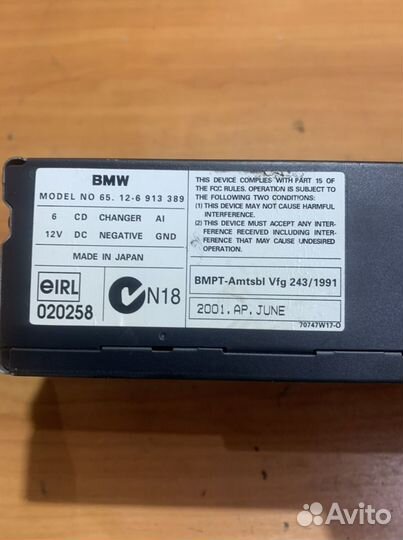 BMW
MODEL NO 65. 12-6 913 389
6 CD CHANGER AI
12V DC NEGATIVE GND
MADE IN JAPAN
eIRL
020258
N18
THIS DEVICE COMPLIES WITH PART 15 OF
THE FCC RULES. OPERATION IS SUBJECT TO
THE FOLLOWING TWO CONDITIONS:
(1) THIS DEVICE MAY NOT CAUSE HARMFUL
INTERFERENCE.
(2) THIS DEVICE MUST ACCEPT ANY INTER-
FERENCE RECEIVED INCLUDING INTER-
FERENCE THAT MAY CAUSE UNDESIRED
OPERATION.
BMPT-Amtsbl Vfg 243/1991
2001.AP.JUNE
70747W17-O
Avito